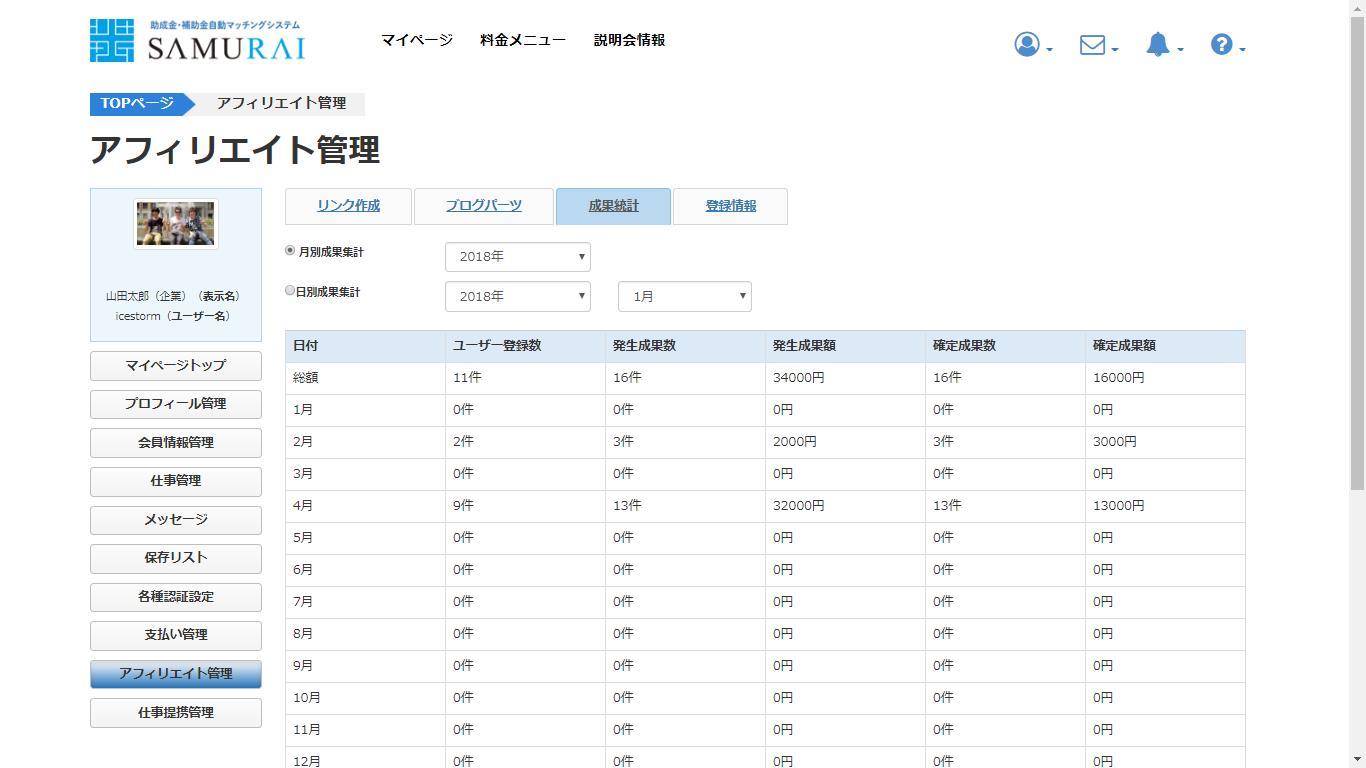 助成金・補助金自動マッチングシステム
SAMURAI
マイページ 料金メニュー 説明会情報
TOPページ アフィリエイト管理
アフィリエイト管理
山田太郎（企業）（表示名）
icestorm（ユーザー名）
マイページトップ
プロフィール管理
会員情報管理
仕事管理
メッセージ
保存リスト
各種認証設定
支払い管理
アフィリエイト管理
仕事提携管理
リンク作成 ブログパーツ 成果統計 登録情報
月別成果集計 2018年
日別成果集計 2018年 1月
日付 ユーザー登録数 発生成果数 発生成果額 確定成果数 確定成果額
総額 11件 16件 34000円 16件 16000円
1月 0件 0件 0円 0件 0円
2月 2件 3件 2000円 3件 3000円
3月 0件 0件 0円 0件 0円
4月 9件 13件 32000円 13件 13000円
5月 0件 0件 0円 0件 0円
6月 0件 0件 0円 0件 0円
7月 0件 0件 0円 0件 0円
8月 0件 0件 0円 0件 0円
9月 0件 0件 0円 0件 0円
10月 0件 0件 0円 0件 0円
11月 0件 0件 0円 0件 0円
12月 0件 0件 0円 0件 0円